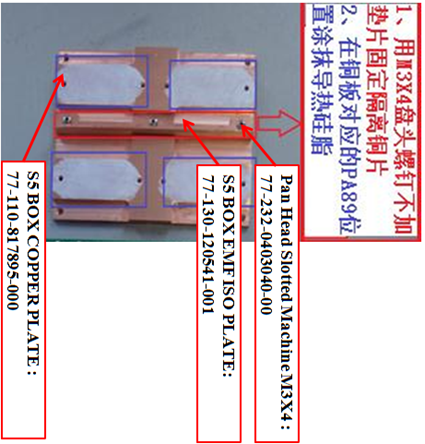 1、用M3X4盘头螺钉不加
垫片固定隔离铜片
2、在铜板对应的PA89位
置涂抹导热硅脂
Pan Head Slotted Machine M3X4 :
77-232-0403040-00
S5 BOX EMF ISO PLATE:
77-130-120541-001
S5 BOX COPPER PLATE :
77-110-817895-000